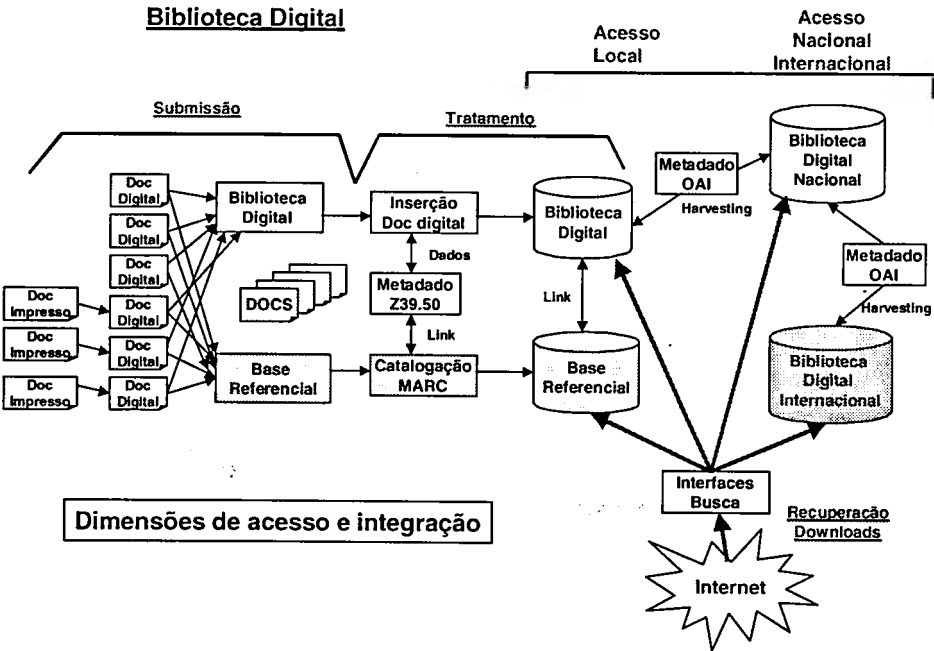 Biblioteca Digital
Acesso
Local
Acesso
Nacional
Internacional
Submissão
Tratamento
Doc
Digital
Doc
Digital
Doc
Digital
Doc
Digital
Doc
Digital
Doc
Digital
Doc
Impresso
Doc
Impresso
Doc
Impresso
Biblioteca
Digital
DOCS
Base
Referencial
Inserção
Doc digital
Dados
Metadado
Z39.50
Link
Catalogação
MARC
Biblioteca
Digital
Link
Base
Referencial
Metadado
OAI
Harvesting
Biblioteca
Digital
Nacional
Metadado
OAI
Harvesting
Biblioteca
Digital
Internacional
Interfaces
Busca
Recuperação
Downloads
Internet
Dimensões de acesso e integração